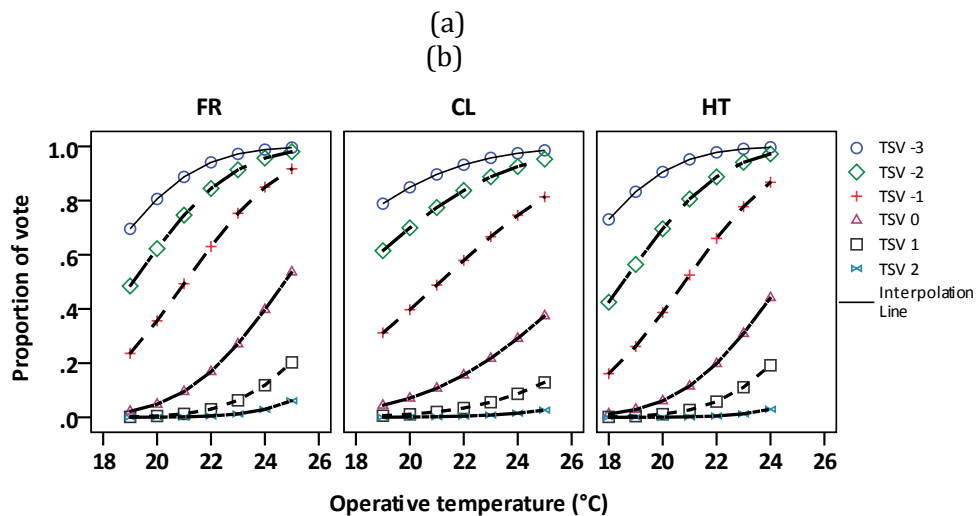 (a)
(b)
FR CL HT
1.0
.8
.6
.4
.2
.0
Proportion of vote
18 20 22 24 26 18 20 22 24 26 18 20 22 24 26
Operative temperature (°C)
TSV -3
TSV -2
TSV -1
TSV 0
TSV 1
TSV 2
Interpolation
Line